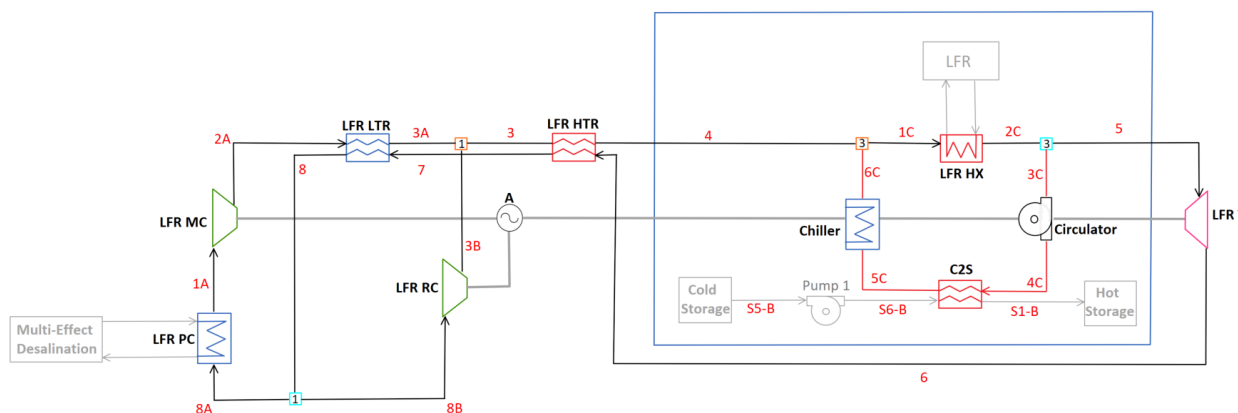 LFR
2A
LFR LTR
3A
1
3
LFR HTR
4
3
1C
2C
3
5
8
7
LFR HX
6C
3C
LFR MC
A
Chiller
Circulator
LFR
3B
1A
LFR RC
5C
C2S
4C
Cold
Storage
Pump 1
S5-B
S6-B
S1-B
Hot
Storage
Multi-Effect
Desalination
LFR PC
6
8A
1
8B